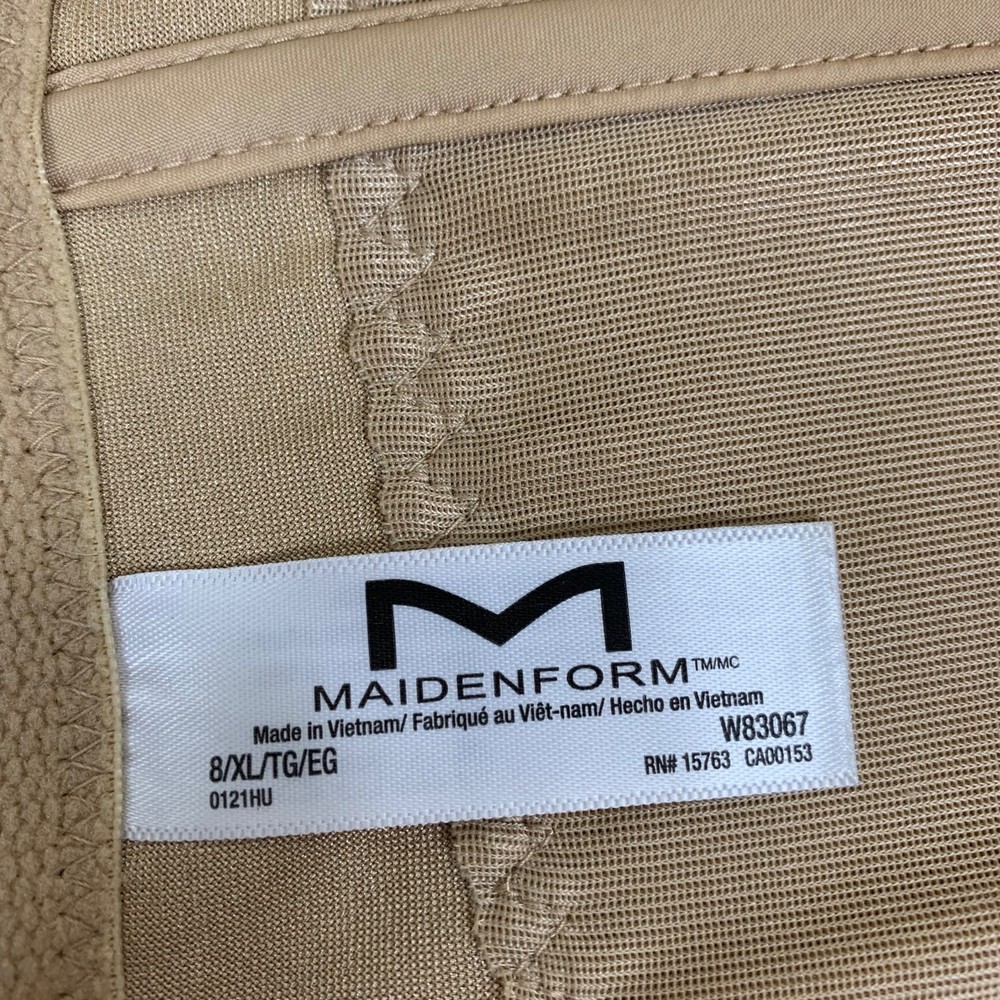 M
MAIDENFORM™/MC
Made in Vietnam/ Fabriqué au Viêt-nam/ Hecho en Vietnam
8/XL/TG/EG W83067
0121HU RN# 15763 CA00153